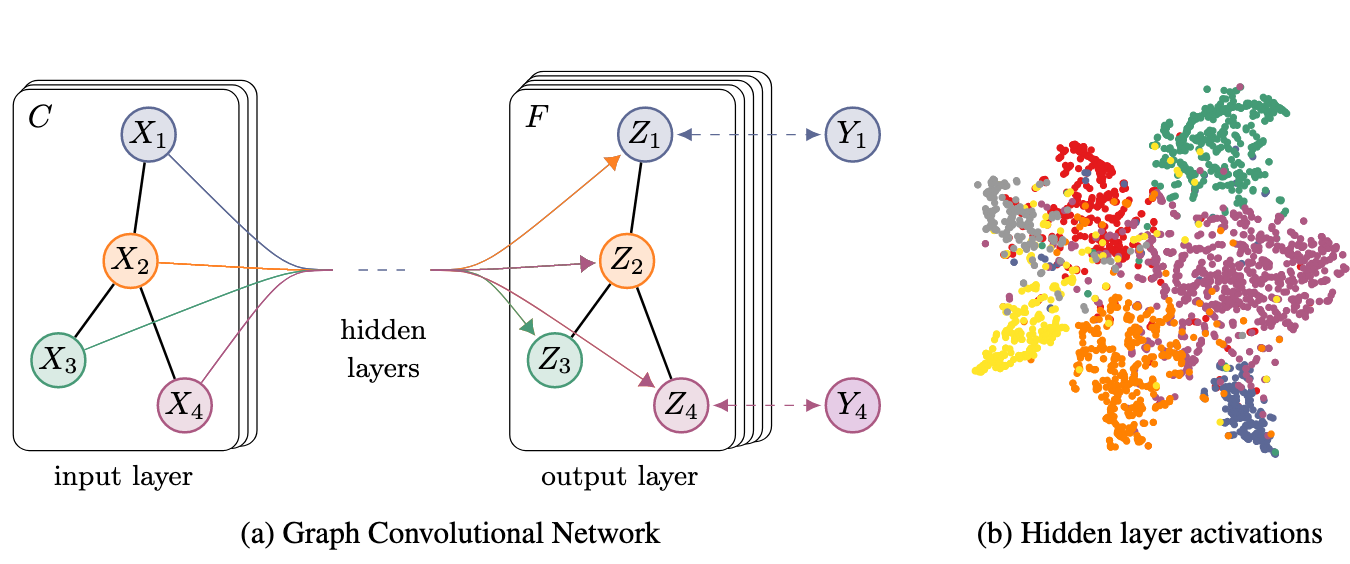 C
X₁
X₂
X₃
X₄
input layer
hidden
layers
F
Z₁
Z₂
Z₃
Z₄
output layer
Y₁
Y₄
(a) Graph Convolutional Network
(b) Hidden layer activations